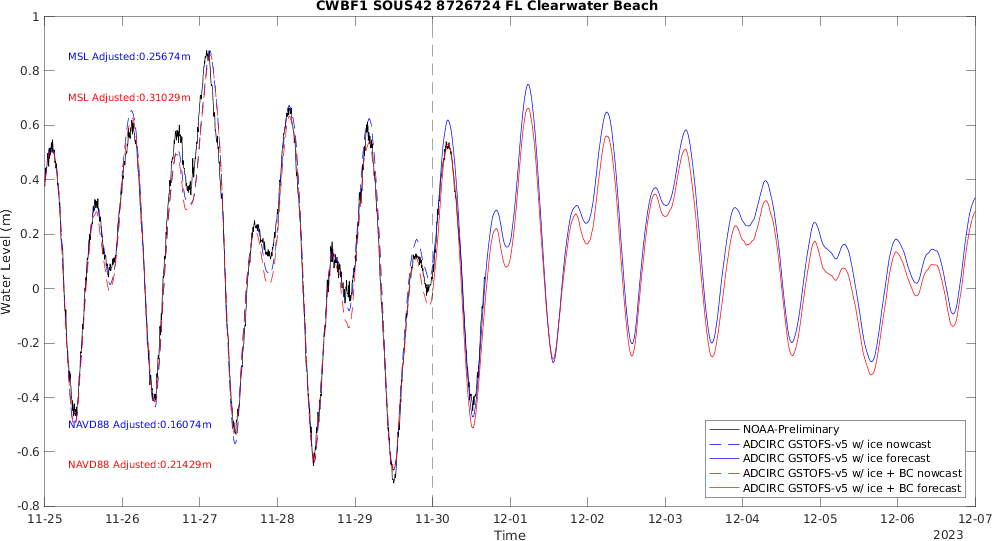 CWBF1 SOUS42 8726724 FL Clearwater Beach
1
0.8
0.6
0.4
0.2
0
-0.2
-0.4
-0.6
-0.8
Water Level (m)
MSL Adjusted:0.25674m
MSL Adjusted:0.31029m
NAVD88 Adjusted:0.16074m
NAVD88 Adjusted:0.21429m
NOAA-Preliminary
ADCIRC GSTOFS-v5 w/ ice nowcast
ADCIRC GSTOFS-v5 w/ ice forecast
ADCIRC GSTOFS-v5 w/ ice + BC nowcast
ADCIRC GSTOFS-v5 w/ ice + BC forecast
11-25 11-26 11-27 11-28 11-29 11-30 12-01 12-02 12-03 12-04 12-05 12-06 12-07
Time
2023